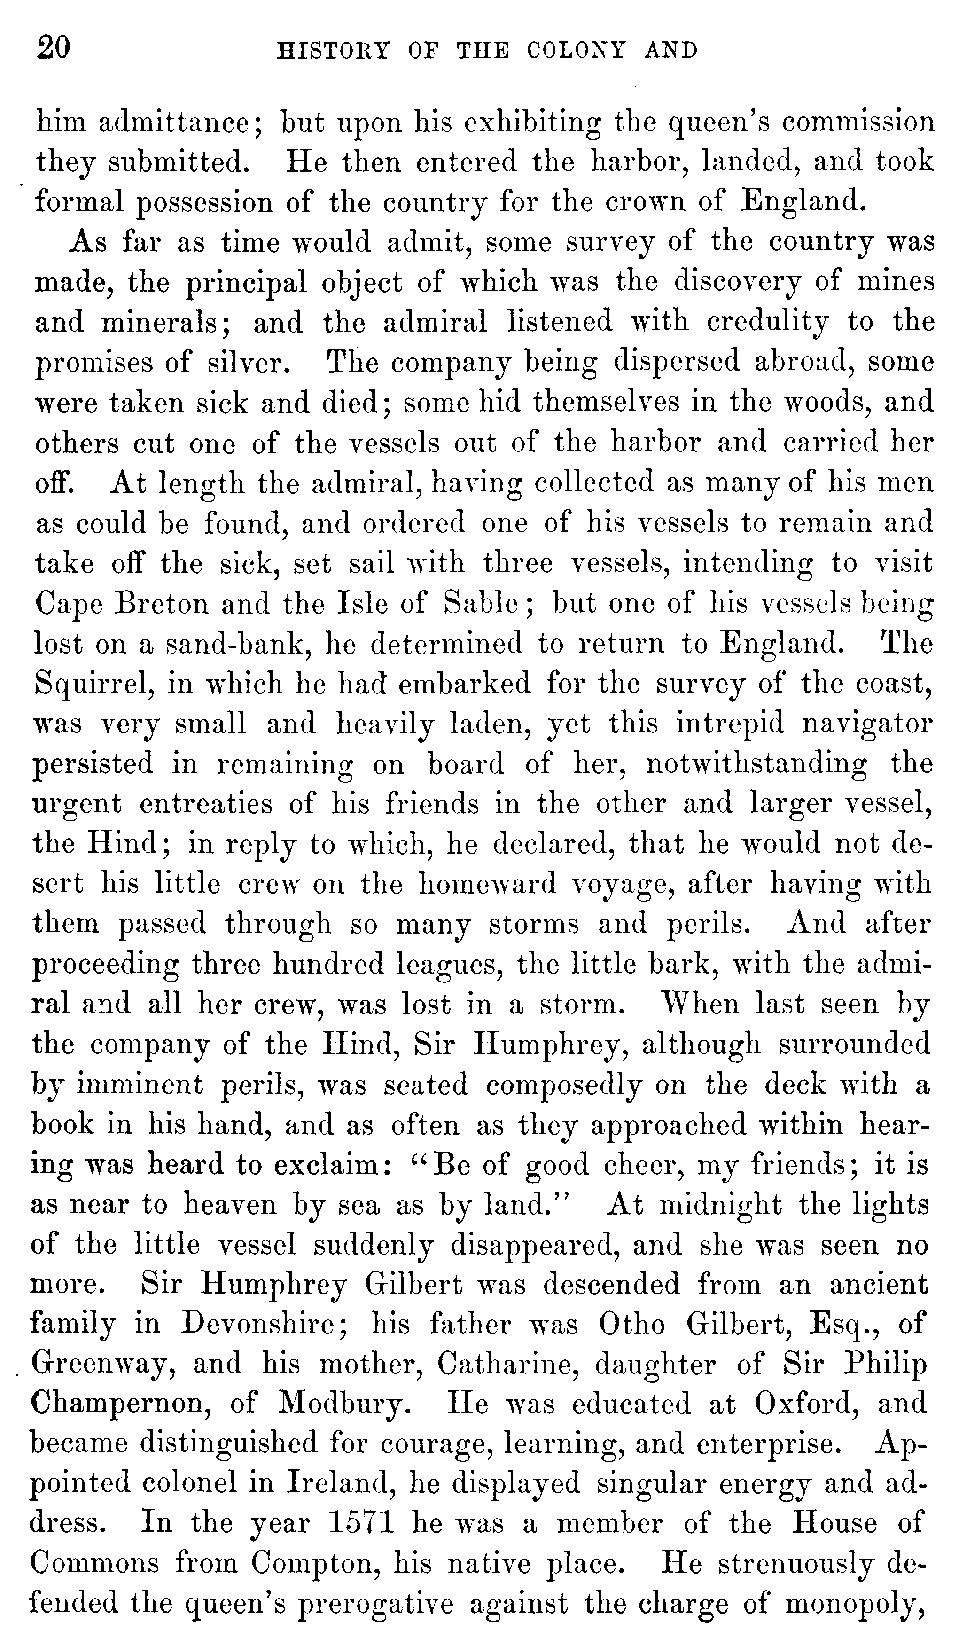 20 HISTORY OF THE COLONY AND
him admittance; but upon his exhibiting the queen's commission
they submitted. He then entered the harbor, landed, and took
formal possession of the country for the crown of England.
As far as time would admit, some survey of the country was
made, the principal object of which was the discovery of mines
and minerals; and the admiral listened with credulity to the
promises of silver. The company being dispersed abroad, some
were taken sick and died; some hid themselves in the woods, and
others cut one of the vessels out of the harbor and carried her
off. At length the admiral, having collected as many of his men
as could be found, and ordered one of his vessels to remain and
take off the sick, set sail with three vessels, intending to visit
Cape Breton and the Isle of Sable; but one of his vessels being
lost on a sand-bank, he determined to return to England. The
Squirrel, in which he had embarked for the survey of the coast,
was very small and heavily laden, yet this intrepid navigator
persisted in remaining on board of her, notwithstanding the
urgent entreaties of his friends in the other and larger vessel,
the Hind; in reply to which, he declared, that he would not de-
sert his little crew on the homeward voyage, after having with
them passed through so many storms and perils. And after
proceeding three hundred leagues, the little bark, with the admi-
ral and all her crew, was lost in a storm. When last seen by
the company of the Hind, Sir Humphrey, although surrounded
by imminent perils, was seated composedly on the deck with a
book in his hand, and as often as they approached within hear-
ing was heard to exclaim: "Be of good cheer, my friends; it is
as near to heaven by sea as by land." At midnight the lights
of the little vessel suddenly disappeared, and she was seen no
more. Sir Humphrey Gilbert was descended from an ancient
family in Devonshire; his father was Otho Gilbert, Esq., of
Greenway, and his mother, Catharine, daughter of Sir Philip
Champernon, of Modbury. He was educated at Oxford, and
became distinguished for courage, learning, and enterprise. Ap-
pointed colonel in Ireland, he displayed singular energy and ad-
dress. In the year 1571 he was a member of the House of
Commons from Compton, his native place. He strenuously de-
fended the queen's prerogative against the charge of monopoly,